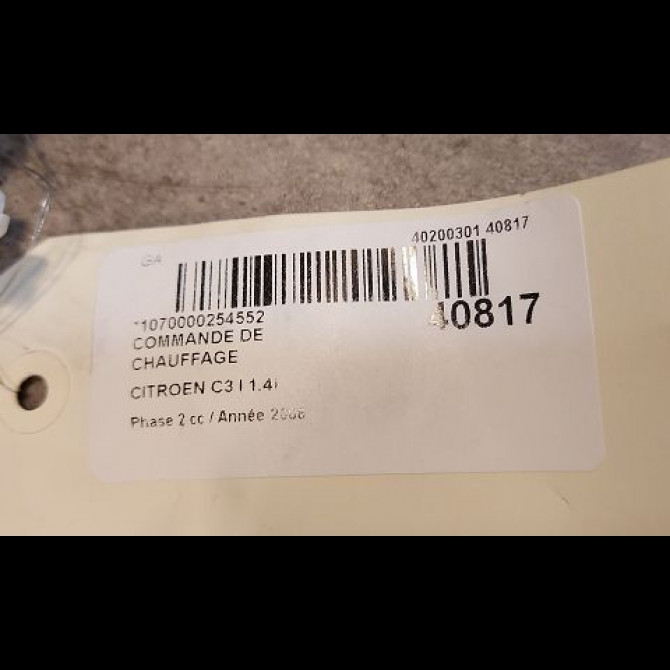 GA
40200301 40817
*1070000254552
40817
COMMANDE DE
CHAUFFAGE
CITROEN C3 I 1.4i
Phase 2 cc / Année